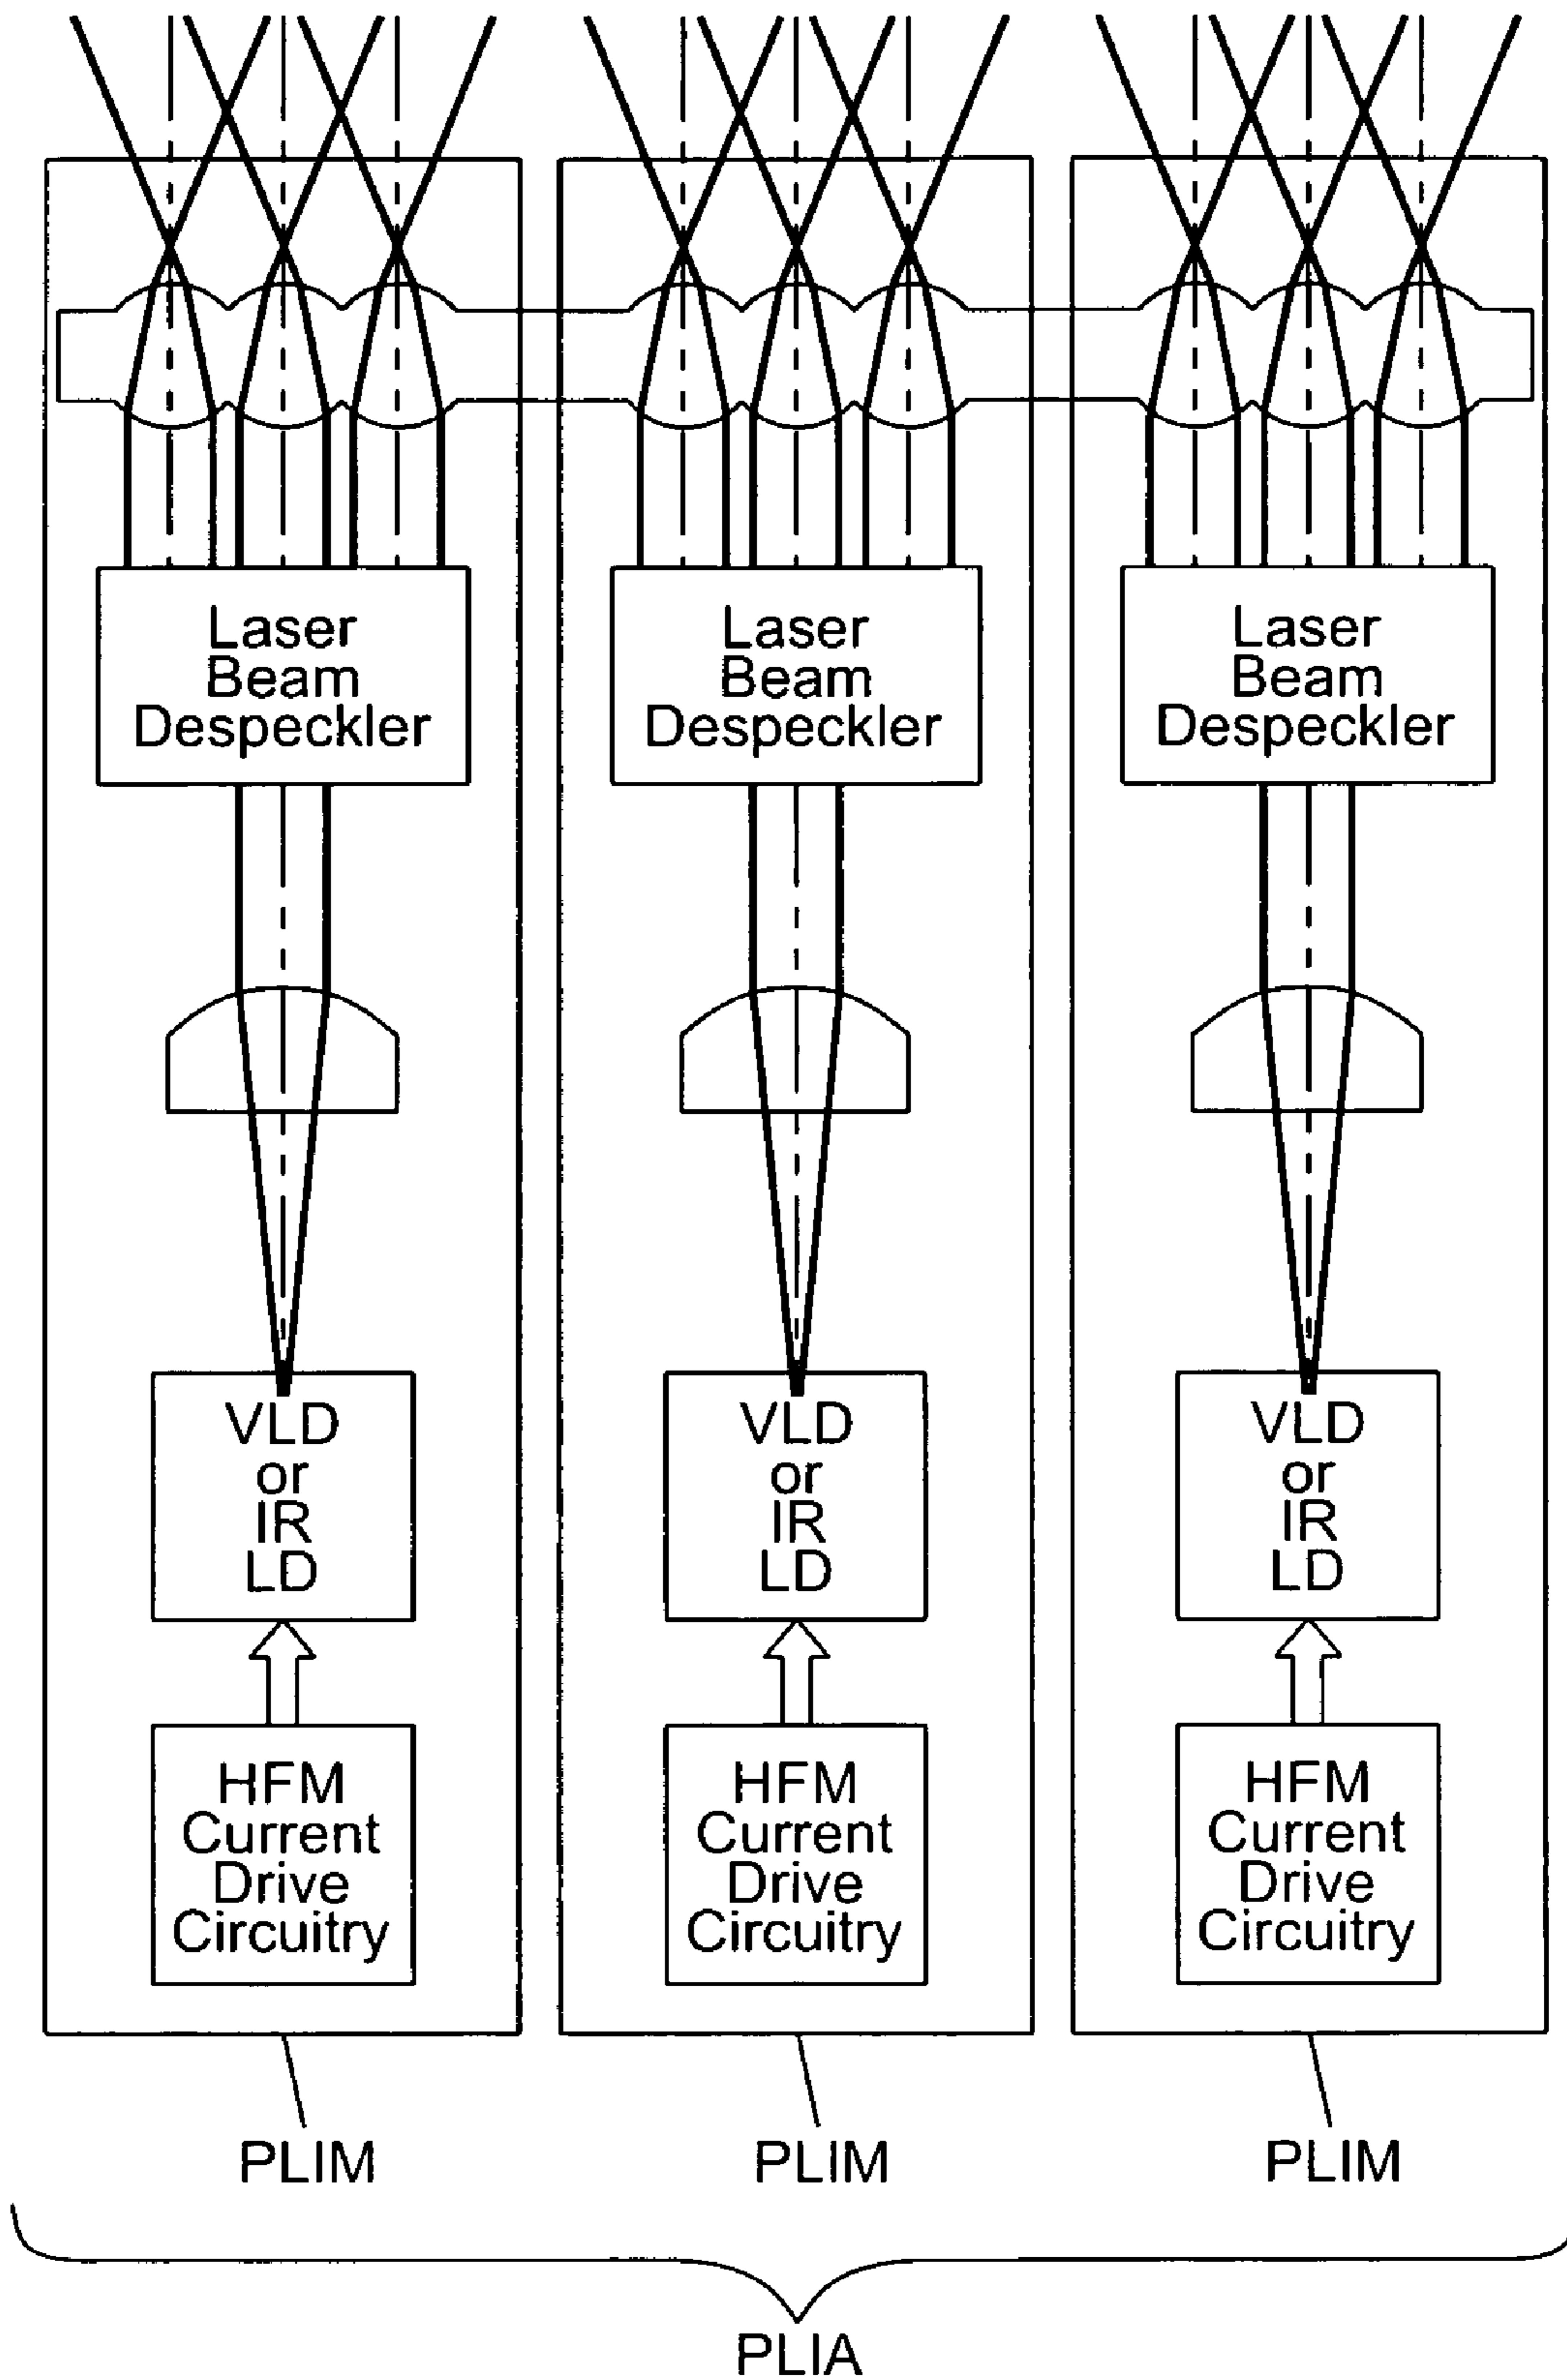 Laser
Beam
Despeckler
Laser
Beam
Despeckler
Laser
Beam
Despeckler
VLD
or
IR
LD
VLD
or
IR
LD
VLD
or
IR
LD
HFM
Current
Drive
Circuitry
HFM
Current
Drive
Circuitry
HFM
Current
Drive
Circuitry
PLIM
PLIM
PLIM
PLIA